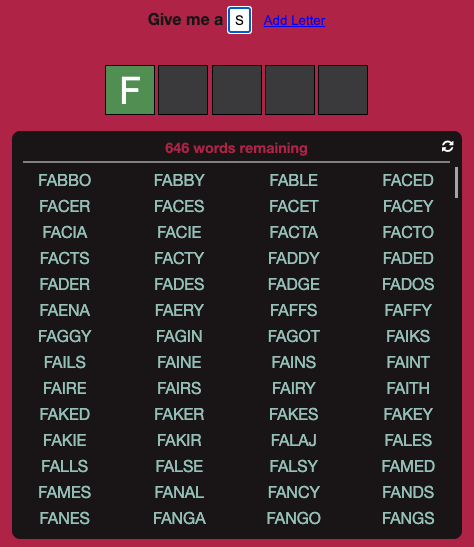 Give me a S Add Letter
F
646 words remaining
FABBO FABBY FABLE FACED
FACER FACES FACET FACEY
FACIA FACIE FACTA FACTO
FACTS FACTY FADDY FADED
FADER FADES FADGE FADOS
FAENA FAERY FAFFS FAFFY
FAGGY FAGIN FAGOT FAIKS
FAILS FAINE FAINS FAINT
FAIRE FAIRS FAIRY FAITH
FAKED FAKER FAKES FAKEY
FAKIE FAKIR FALAJ FALES
FALLS FALSE FALSY FAMED
FAMES FANAL FANCY FANDS
FANES FANGA FANGO FANGS